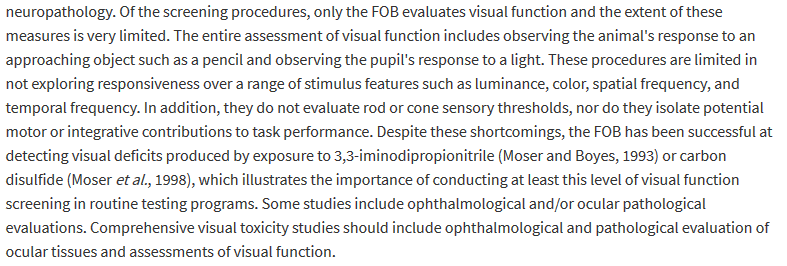 neuropathology. Of the screening procedures, only the FOB evaluates visual function and the extent of these
measures is very limited. The entire assessment of visual function includes observing the animal's response to an
approaching object such as a pencil and observing the pupil's response to a light. These procedures are limited in
not exploring responsiveness over a range of stimulus features such as luminance, color, spatial frequency, and
temporal frequency. In addition, they do not evaluate rod or cone sensory thresholds, nor do they isolate potential
motor or integrative contributions to task performance. Despite these shortcomings, the FOB has been successful at
detecting visual deficits produced by exposure to 3,3-iminodipropionitrile (Moser and Boyes, 1993) or carbon
disulfide (Moser et al., 1998), which illustrates the importance of conducting at least this level of visual function
screening in routine testing programs. Some studies include ophthalmological and/or ocular pathological
evaluations. Comprehensive visual toxicity studies should include ophthalmological and pathological evaluation of
ocular tissues and assessments of visual function.